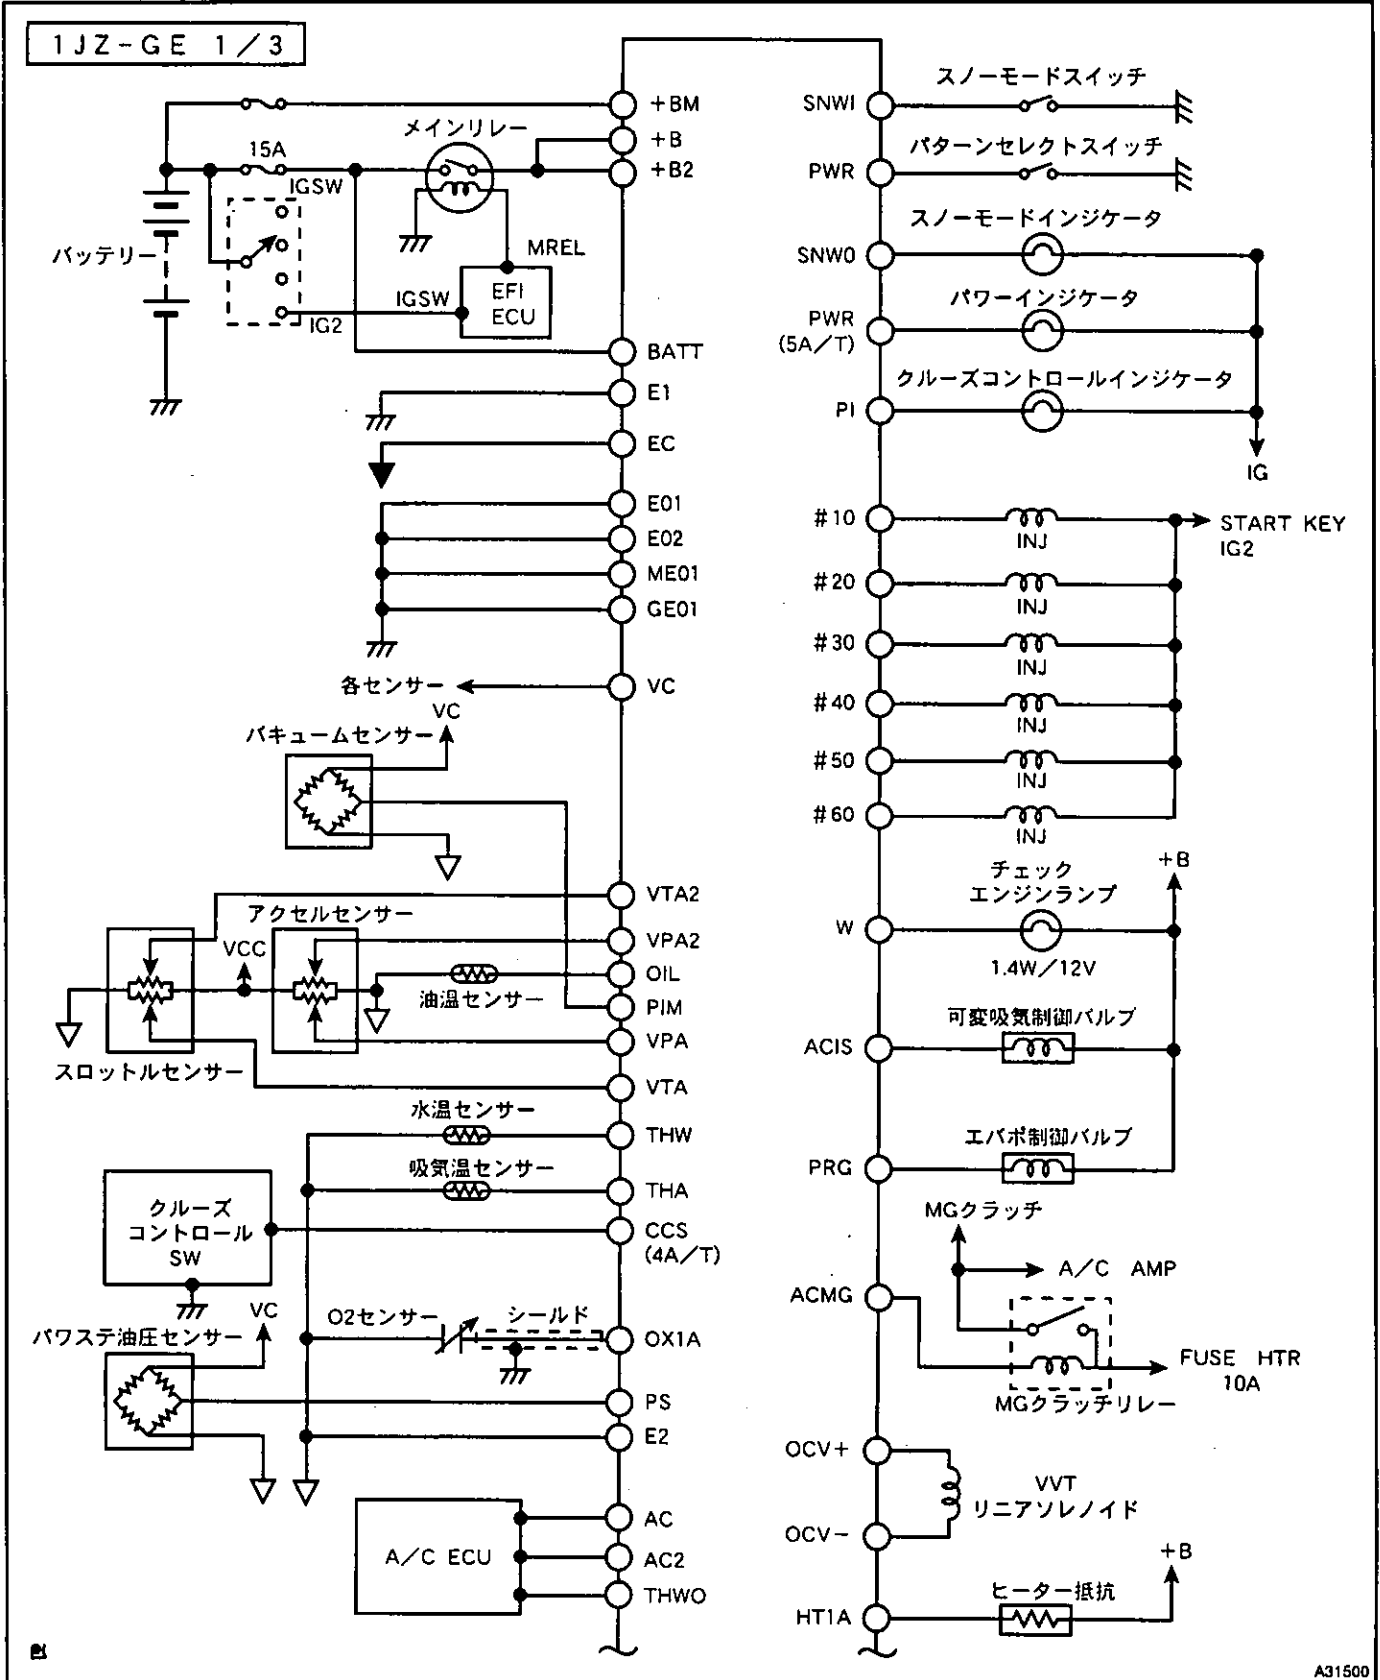 1JZ-GE 1/3
+BM
メインリレー
+B
15A
+B2
IGSW
バッテリー
MREL
IGSW
EFI
ECU
IG2
BATT
E1
EC
E01
E02
ME01
GE01
各センサー
VC
VC
バキュームセンサー
VTA2
アクセルセンサー
VCC
VPA2
OIL
油温センサー
PIM
VPA
スロットルセンサー
VTA
水温センサー
THW
吸気温センサー
THA
クルーズ
コントロール
SW
CCS
(4A/T)
VC
O2センサー
シールド
パワステ油圧センサー
OX1A
PS
E2
A/C ECU
AC
AC2
THWO
スノーモードスイッチ
SNWI
パターンセレクトスイッチ
PWR
スノーモードインジケータ
SNWO
パワーインジケータ
PWR
(5A/T)
クルーズコントロールインジケータ
PI
IG
#10
INJ
START KEY
IG2
#20
INJ
#30
INJ
#40
INJ
#50
INJ
#60
INJ
チェック
エンジンランプ
+B
W
1.4W/12V
可変吸気制御バルブ
ACIS
エバポ制御バルブ
PRG
MGクラッチ
A/C AMP
ACMG
FUSE HTR
10A
MGクラッチリレー
OCV+
VVT
リニアソレノイド
OCV-
+B
ヒーター抵抗
HT1A
A31500